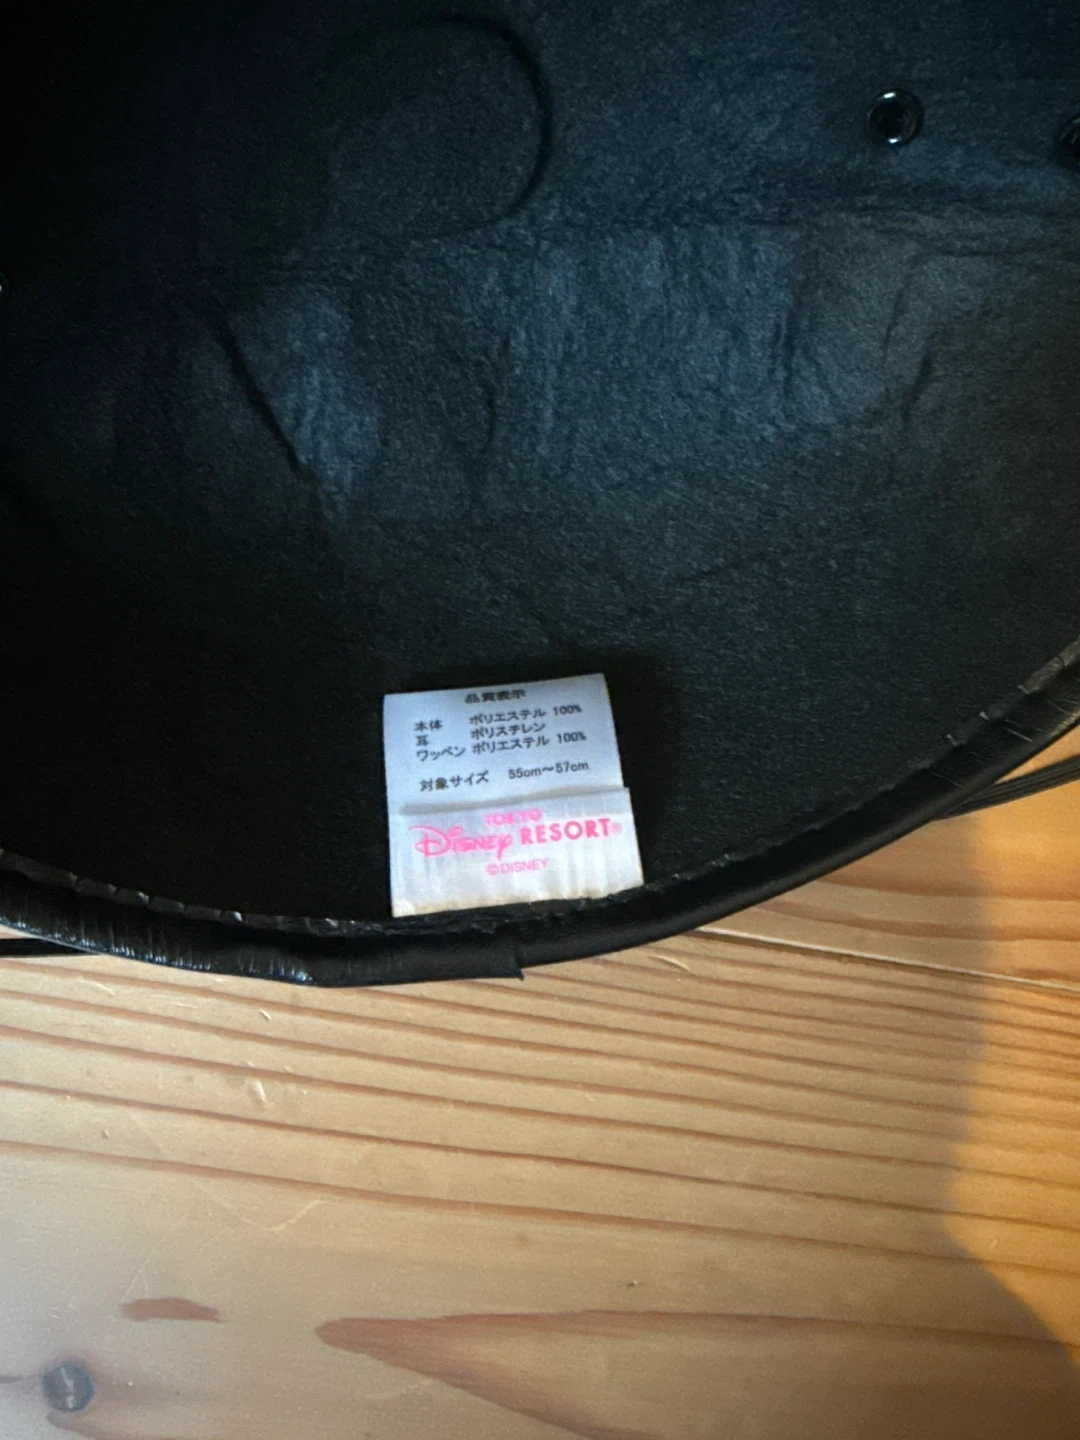 品質表示
本体 ポリエステル 100%
耳 ポリスチレン
ワッペン ポリエステル 100%
対象サイズ 55cm～57cm
TOKYO
Disney RESORT®
©DISNEY